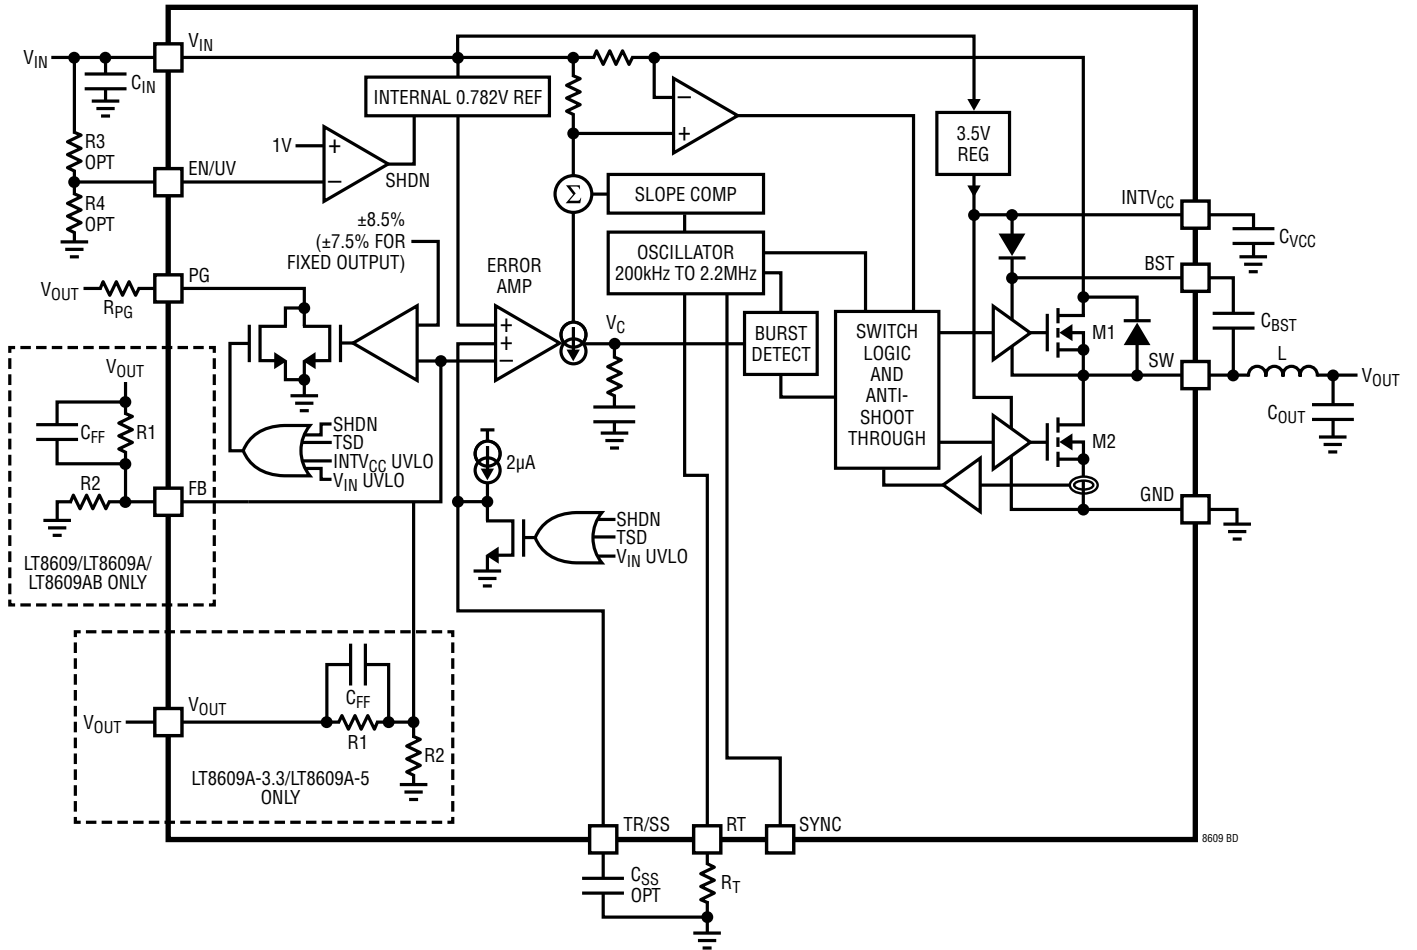 VIN
VIN
CIN
R3
OPT
EN/UV
R4
OPT
1V
+
−
SHDN
INTERNAL 0.782V REF
−
+
3.5V
REG
Σ
SLOPE COMP
OSCILLATOR
200kHz TO 2.2MHz
INTVCC
CVCC
BST
CBST
±8.5%
(±7.5% FOR
FIXED OUTPUT)
ERROR
AMP
+
+
−
VC
BURST
DETECT
SWITCH
LOGIC
AND
ANTI-
SHOOT
THROUGH
M1
SW
L
VOUT
COUT
M2
GND
VOUT
RPG
PG
VOUT
CFF
R1
R2
FB
LT8609/LT8609A/
LT8609AB ONLY
SHDN
TSD
INTVCC UVLO
VIN UVLO
2µA
SHDN
TSD
VIN UVLO
VOUT
VOUT
CFF
R1
R2
LT8609A-3.3/LT8609A-5
ONLY
TR/SS
RT
SYNC
CSS
OPT
RT
8609 BD